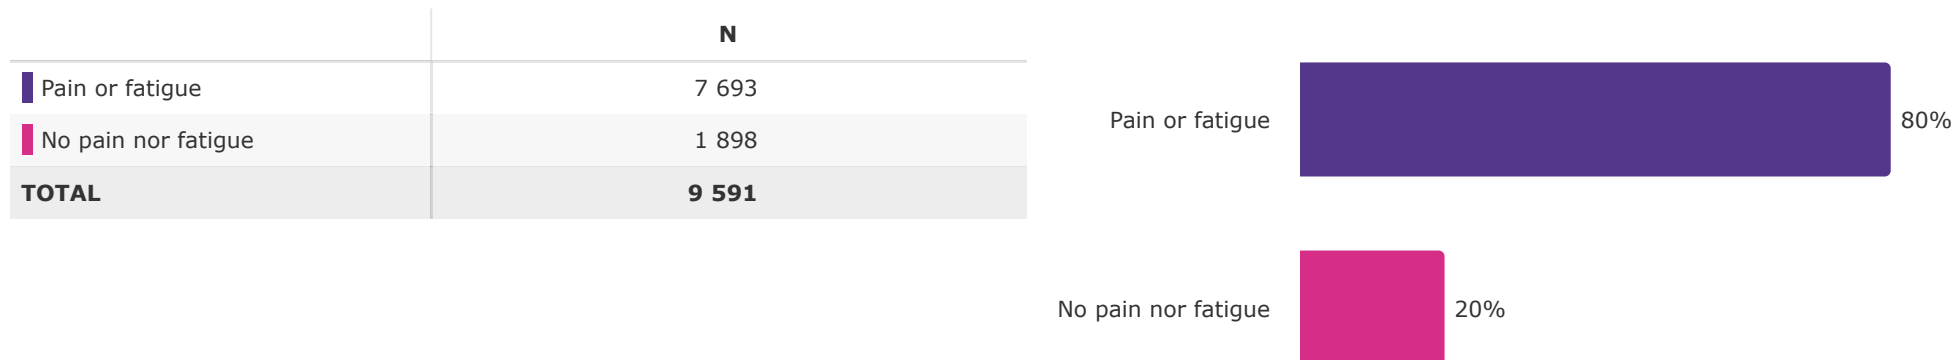 N
Pain or fatigue 7 693
No pain nor fatigue 1 898
TOTAL 9 591
Pain or fatigue 80%
No pain nor fatigue 20%